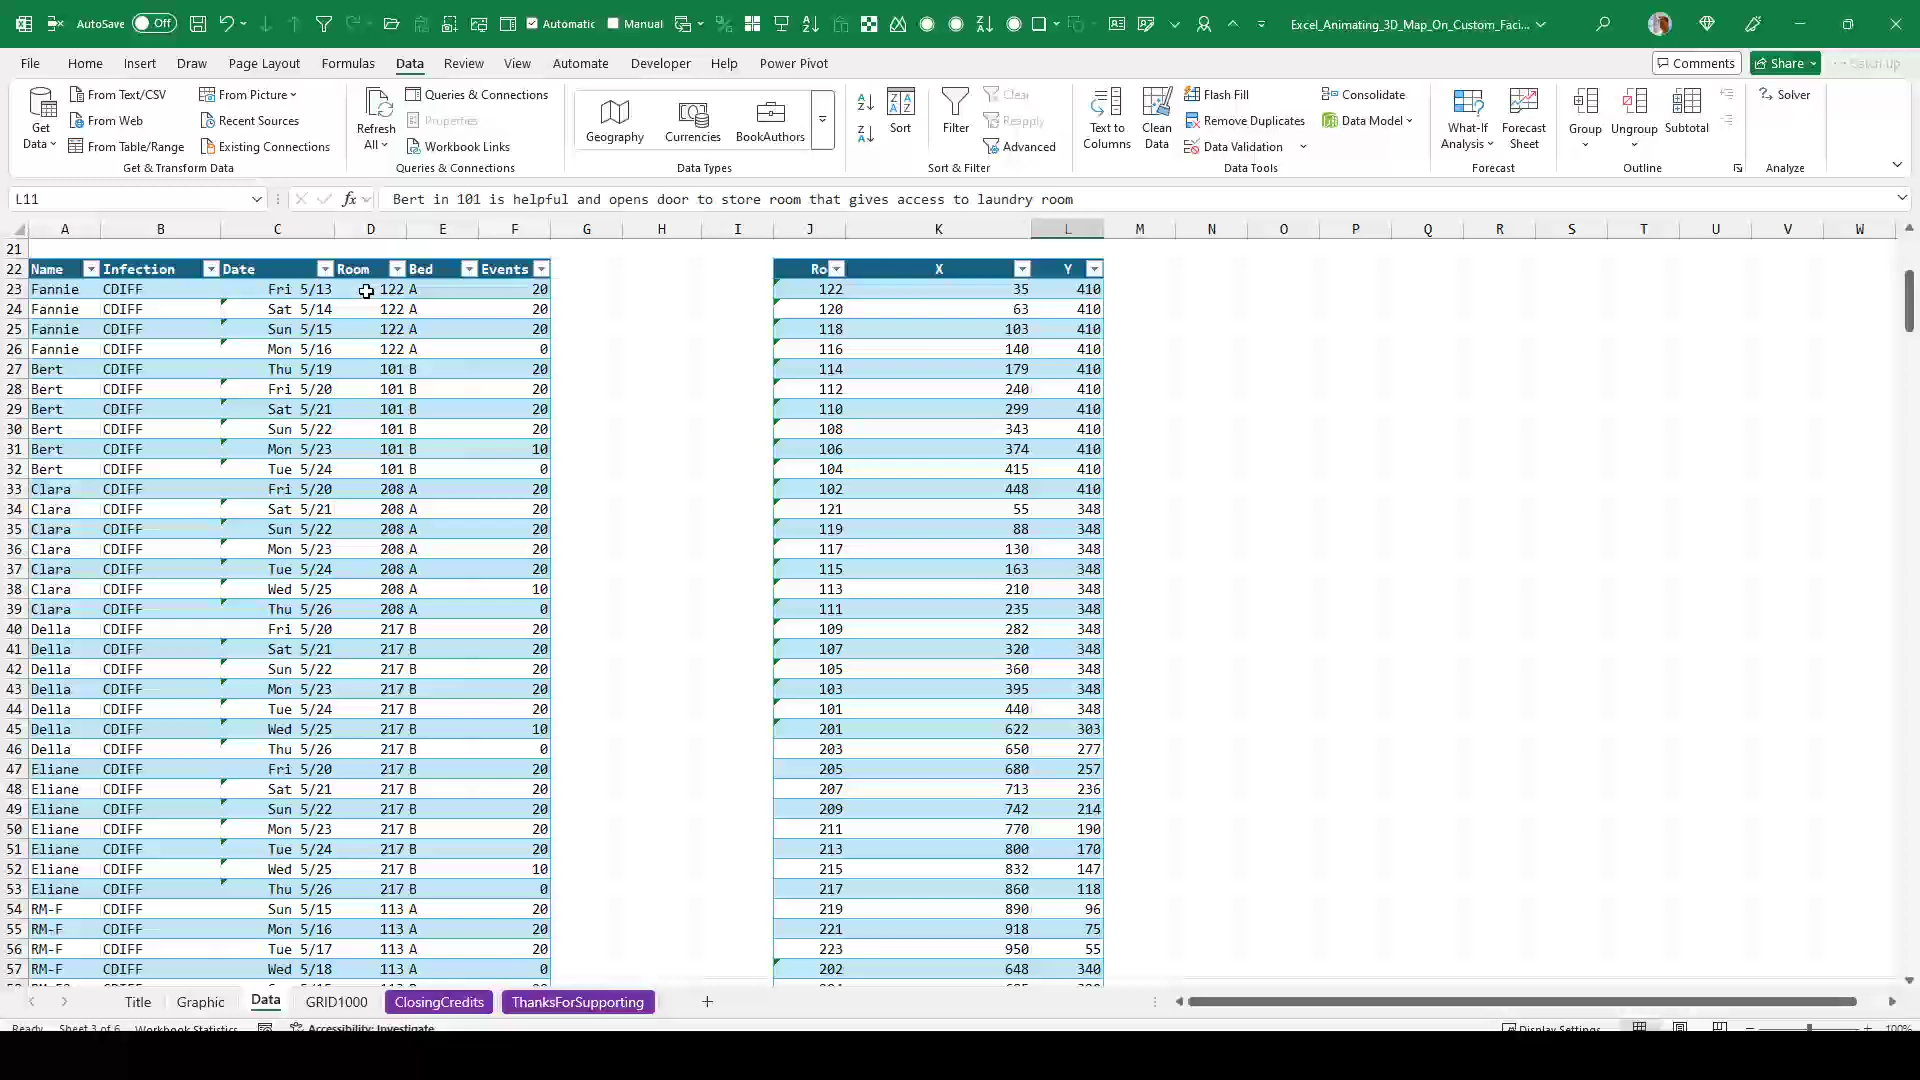 AutoSave Off Automatic Manual Excel_Animating_3D_Map_On_Custom_Faci...
File Home Insert Draw Page Layout Formulas Data Review View Automate Developer Help Power Pivot Comments Share Catch up
Get Data From Text/CSV From Web From Table/Range From Picture Recent Sources Existing Connections
Get & Transform Data
Refresh All Queries & Connections Properties Workbook Links
Queries & Connections
Geography Currencies BookAuthors
Data Types
Sort Filter Clear Reapply Advanced
Sort & Filter
Text to Columns Clean Data Flash Fill Remove Duplicates Data Validation Consolidate Data Model
Data Tools
What-If Analysis Forecast Sheet
Forecast
Group Ungroup Subtotal
Outline
Solver
Analyze
L11 fx Bert in 101 is helpful and opens door to store room that gives access to laundry room
A B C D E F G H I J K L M N O P Q R S T U V W
21
22 Name Infection Date Room Bed Events Ro X Y
23 Fannie CDIFF Fri 5/13 122 A 20 122 35 410
24 Fannie CDIFF Sat 5/14 122 A 20 120 63 410
25 Fannie CDIFF Sun 5/15 122 A 20 118 103 410
26 Fannie CDIFF Mon 5/16 122 A 0 116 140 410
27 Bert CDIFF Thu 5/19 101 B 20 114 179 410
28 Bert CDIFF Fri 5/20 101 B 20 112 240 410
29 Bert CDIFF Sat 5/21 101 B 20 110 299 410
30 Bert CDIFF Sun 5/22 101 B 20 108 343 410
31 Bert CDIFF Mon 5/23 101 B 10 106 374 410
32 Bert CDIFF Tue 5/24 101 B 0 104 415 410
33 Clara CDIFF Fri 5/20 208 A 20 102 448 410
34 Clara CDIFF Sat 5/21 208 A 20 121 55 348
35 Clara CDIFF Sun 5/22 208 A 20 119 88 348
36 Clara CDIFF Mon 5/23 208 A 20 117 130 348
37 Clara CDIFF Tue 5/24 208 A 20 115 163 348
38 Clara CDIFF Wed 5/25 208 A 10 113 210 348
39 Clara CDIFF Thu 5/26 208 A 0 111 235 348
40 Della CDIFF Fri 5/20 217 B 20 109 282 348
41 Della CDIFF Sat 5/21 217 B 20 107 320 348
42 Della CDIFF Sun 5/22 217 B 20 105 360 348
43 Della CDIFF Mon 5/23 217 B 20 103 395 348
44 Della CDIFF Tue 5/24 217 B 20 101 440 348
45 Della CDIFF Wed 5/25 217 B 10 201 622 303
46 Della CDIFF Thu 5/26 217 B 0 203 650 277
47 Eliane CDIFF Fri 5/20 217 B 20 205 680 257
48 Eliane CDIFF Sat 5/21 217 B 20 207 713 236
49 Eliane CDIFF Sun 5/22 217 B 20 209 742 214
50 Eliane CDIFF Mon 5/23 217 B 20 211 770 190
51 Eliane CDIFF Tue 5/24 217 B 20 213 800 170
52 Eliane CDIFF Wed 5/25 217 B 10 215 832 147
53 Eliane CDIFF Thu 5/26 217 B 0 217 860 118
54 RM-F CDIFF Sun 5/15 113 A 20 219 890 96
55 RM-F CDIFF Mon 5/16 113 A 20 221 918 75
56 RM-F CDIFF Tue 5/17 113 A 20 223 950 55
57 RM-F CDIFF Wed 5/18 113 A 0 202 648 340
Title Graphic Data GRID1000 ClosingCredits ThanksForSupporting
Ready Sheet 3 of 6 Workbook Statistics Accessibility: Investigate Display Settings 100%